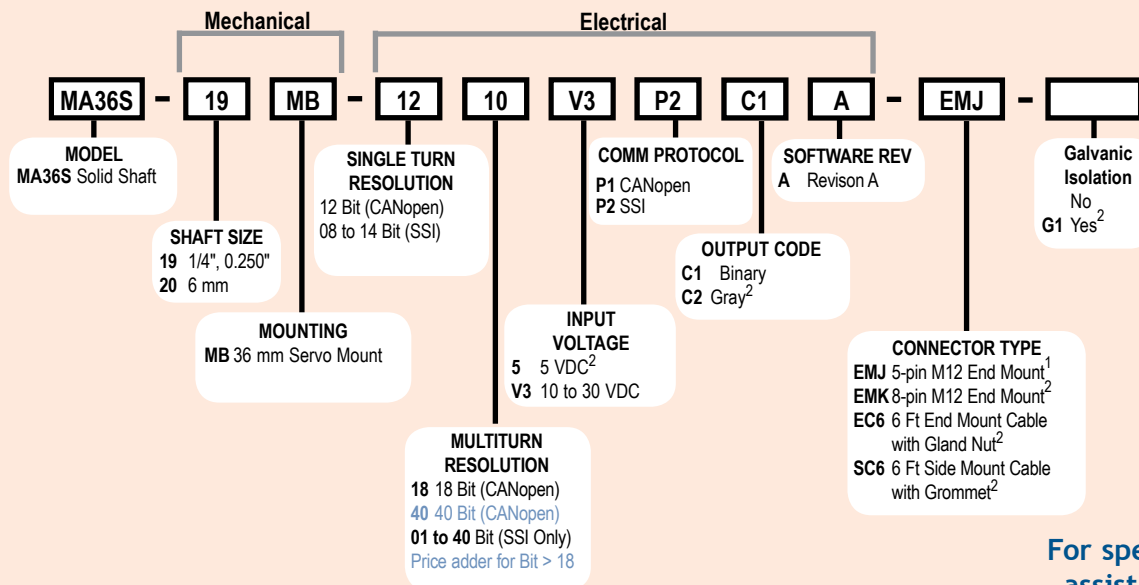 Mechanical
Electrical
MA36S - 19 MB - 12 10 V3 P2 C1 A - EMJ -
MODEL
MA36S Solid Shaft
SHAFT SIZE
19 1/4", 0.250"
20 6 mm
MOUNTING
MB 36 mm Servo Mount
SINGLE TURN
RESOLUTION
12 Bit (CANopen)
08 to 14 Bit (SSI)
MULTITURN
RESOLUTION
18 18 Bit (CANopen)
40 40 Bit (CANopen)
01 to 40 Bit (SSI Only)
Price adder for Bit > 18
INPUT
VOLTAGE
5 5 VDC2
V3 10 to 30 VDC
COMM PROTOCOL
P1 CANopen
P2 SSI
OUTPUT CODE
C1 Binary
C2 Gray2
SOFTWARE REV
A Revison A
CONNECTOR TYPE
EMJ 5-pin M12 End Mount1
EMK 8-pin M12 End Mount2
EC6 6 Ft End Mount Cable
with Gland Nut2
SC6 6 Ft Side Mount Cable
with Grommet2
Galvanic
Isolation
No
G1 Yes2
For spe
assist